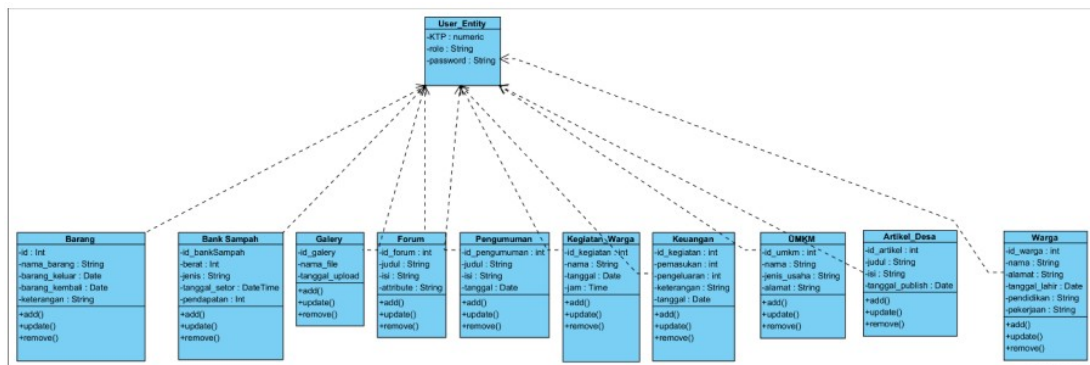 User_Entity
-KTP : numeric
-role : String
-password : String
Barang
-id : Int
-nama_barang : String
-barang_keluar : Date
-barang_kembali : Date
-keterangan : String
+add()
+update()
+remove()
Bank Sampah
-id_bankSampah
-berat : Int
-jenis : String
-tanggal_setor : DateTime
-pendapatan : Int
+add()
+update()
+remove()
Galery
-id_galery
-nama_file
-tanggal_upload
+add()
+update()
+remove()
Forum
-id_forum : int
-judul : String
-isi : String
-attribute : String
+add()
+update()
+remove()
Pengumuman
-id_pengumuman : int
-judul : String
-isi : String
-tanggal : Date
+add()
+update()
+remove()
Kegiatan_Warga
-id_kegiatan : int
-nama : String
-tanggal : Date
-jam : Time
+add()
+update()
+remove()
Keuangan
-id_kegiatan : int
-pemasukan : int
-pengeluaran : int
-keterangan : String
-tanggal : Date
+add()
+update()
+remove()
UMKM
-id_umkm : int
-nama : String
-jenis_usaha : String
-alamat : String
+add()
+update()
+remove()
Artikel_Desa
-id_artikel : int
-judul : String
-isi : String
-tanggal_publish : Date
+add()
+update()
+remove()
Warga
-id_warga : int
-nama : String
-alamat : String
-tanggal_lahir : Date
-pendidikan : String
-pekerjaan : String
+add()
+update()
+remove()